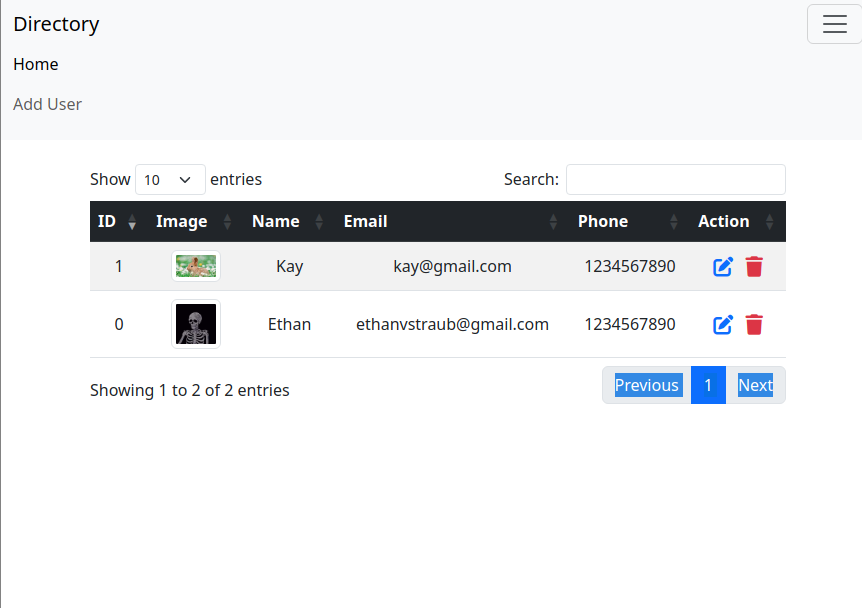 Directory
Home
Add User
Show 10 entries Search:
ID Image Name Email Phone Action
1 Kay kay@gmail.com 1234567890
0 Ethan ethanvstraub@gmail.com 1234567890
Showing 1 to 2 of 2 entries Previous 1 Next